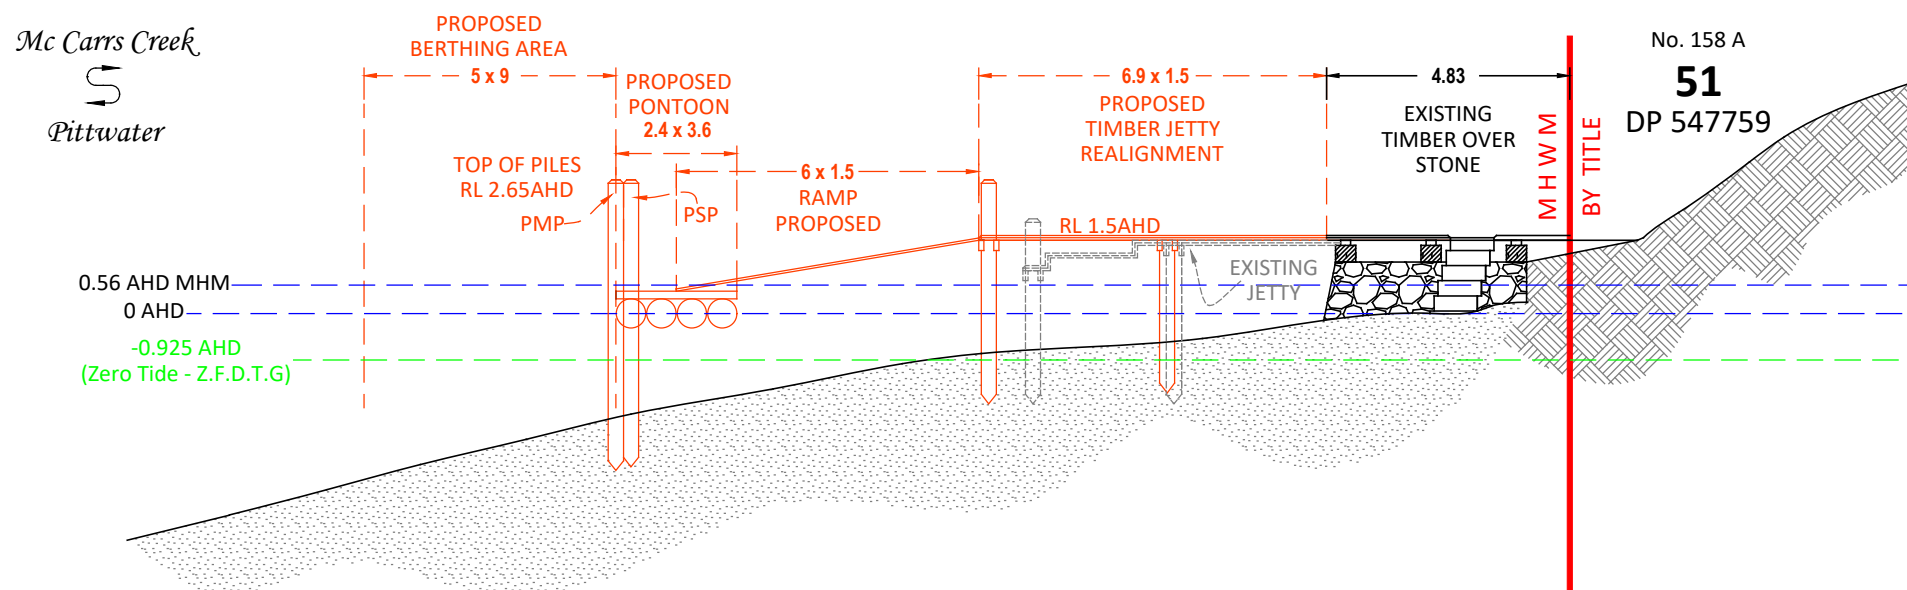 Mc Carrs Creek
Pittwater
PROPOSED
BERTHING AREA
5 x 9
PROPOSED
PONTOON
2.4 x 3.6
TOP OF PILES
RL 2.65AHD
PMP
PSP
6 x 1.5
RAMP
PROPOSED
6.9 x 1.5
PROPOSED
TIMBER JETTY
REALIGNMENT
RL 1.5AHD
EXISTING
JETTY
4.83
EXISTING
TIMBER OVER
STONE
M H W M
BY TITLE
No. 158 A
51
DP 547759
0.56 AHD MHM
0 AHD
-0.925 AHD
(Zero Tide - Z.F.D.T.G)